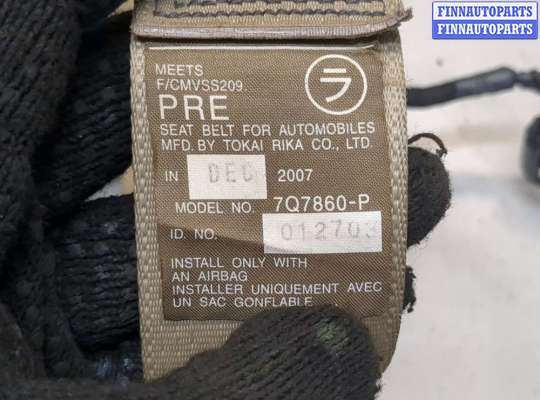 FINNAUTOPARTS
FINNAUTOPARTS
MEETS
F/CMVSS209.
ラ
PRE
SEAT BELT FOR AUTOMOBILES
MFD. BY TOKAI RIKA CO., LTD.
IN DEC 2007
MODEL NO. 7Q7860-P
ID. NO. 012703
INSTALL ONLY WITH
AN AIRBAG
INSTALLER UNIQUEMENT AVEC
UN SAC GONFLABLE